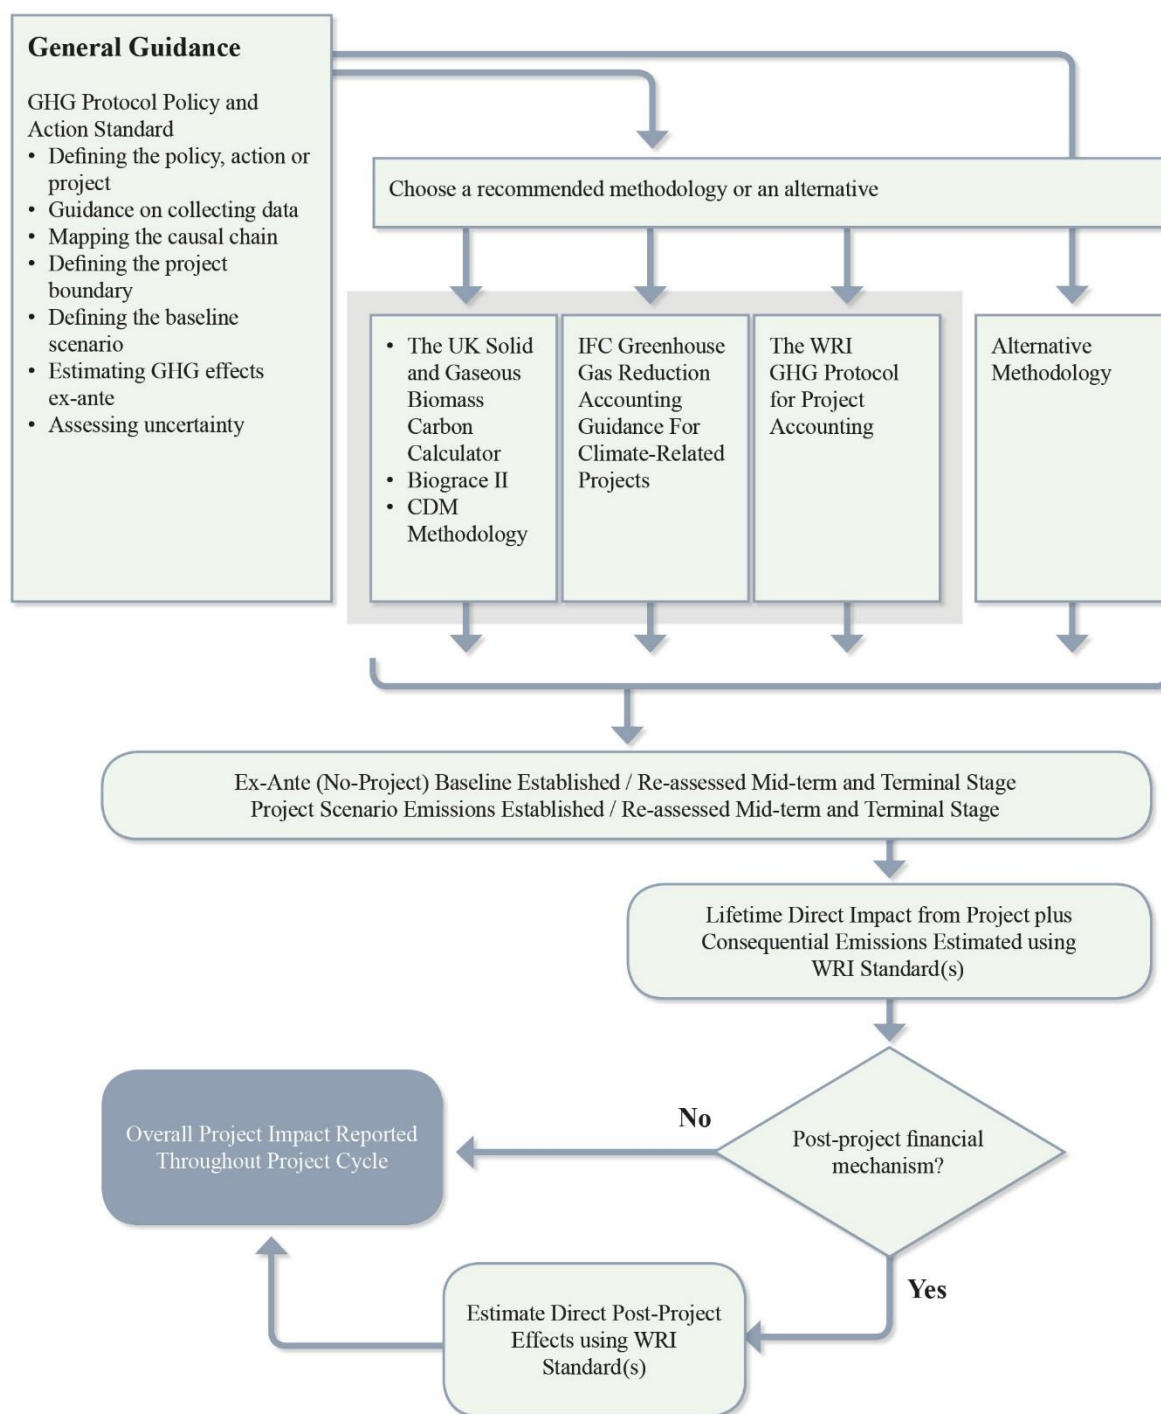 General Guidance
GHG Protocol Policy and
Action Standard
• Defining the policy, action or
project
• Guidance on collecting data
• Mapping the causal chain
• Defining the project
boundary
• Defining the baseline
scenario
• Estimating GHG effects
ex-ante
• Assessing uncertainty
Choose a recommended methodology or an alternative
• The UK Solid
and Gaseous
Biomass
Carbon
Calculator
• Biograce II
• CDM
Methodology
IFC Greenhouse
Gas Reduction
Accounting
Guidance For
Climate-Related
Projects
The WRI
GHG Protocol
for Project
Accounting
Alternative
Methodology
Ex-Ante (No-Project) Baseline Established / Re-assessed Mid-term and Terminal Stage
Project Scenario Emissions Established / Re-assessed Mid-term and Terminal Stage
Lifetime Direct Impact from Project plus
Consequential Emissions Estimated using
WRI Standard(s)
Post-project financial
mechanism?
No
Overall Project Impact Reported
Throughout Project Cycle
Yes
Estimate Direct Post-Project
Effects using WRI
Standard(s)